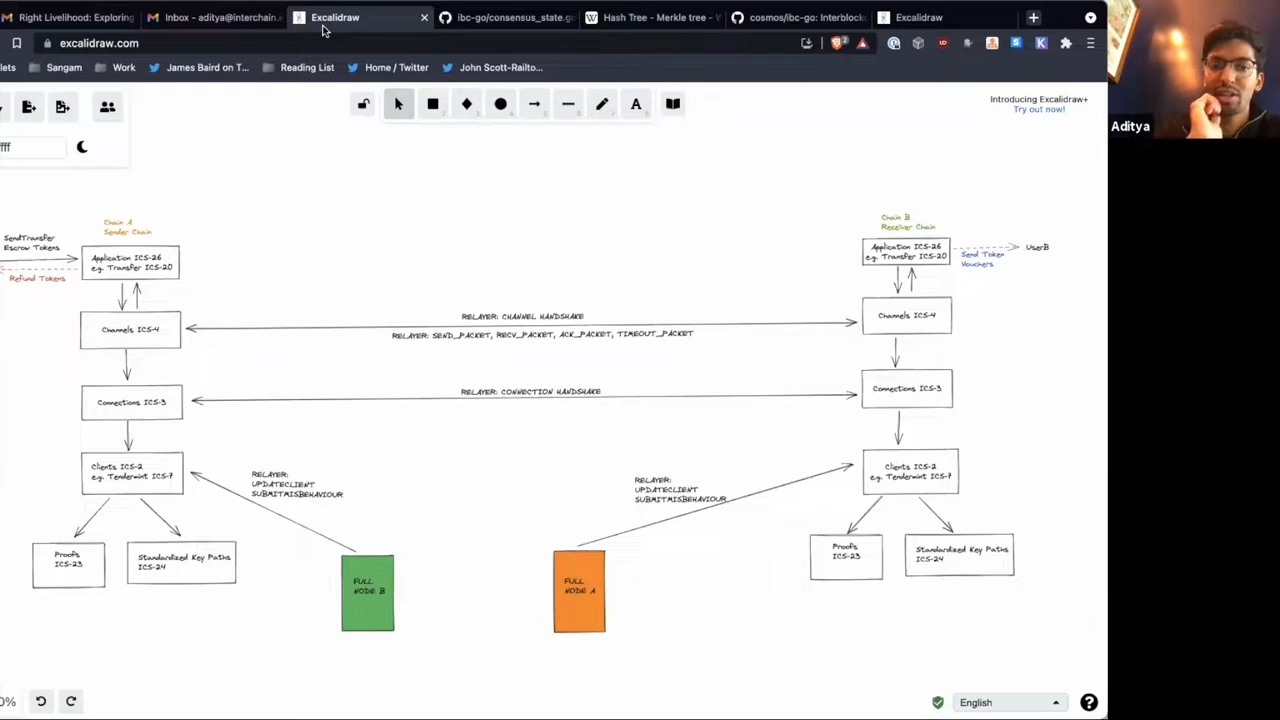 Right Livelihood: Exploring
Inbox - aditya@interchain.
Excalidraw
ibc-go/consensus_state.go
Hash Tree - Merkle tree - W
cosmos/ibc-go: Interblock
Excalidraw
excalidraw.com
lets
Sangam
Work
James Baird on T...
Reading List
Home / Twitter
John Scott-Railto...
Introducing Excalidraw+
Try out now!
Aditya
fff
Chain A
Sender Chain
SendTransfer
Escrow Tokens
Refund Tokens
Application ICS-26
e.g. Transfer ICS-20
Channels ICS-4
Connections ICS-3
Clients ICS-2
e.g. Tendermint ICS-7
Proofs
ICS-23
Standardized Key Paths
ICS-24
RELAYER: CHANNEL HANDSHAKE
RELAYER: SEND_PACKET, RECV_PACKET, ACK_PACKET, TIMEOUT_PACKET
RELAYER: CONNECTION HANDSHAKE
RELAYER:
UPDATECLIENT
SUBMITMISBEHAVIOUR
RELAYER:
UPDATECLIENT
SUBMITMISBEHAVIOUR
FULL
NODE B
FULL
NODE A
Chain B
Receiver Chain
Application ICS-26
e.g. Transfer ICS-20
Send Token
Vouchers
UserB
Channels ICS-4
Connections ICS-3
Clients ICS-2
e.g. Tendermint ICS-7
Proofs
ICS-23
Standardized Key Paths
ICS-24
0%
English